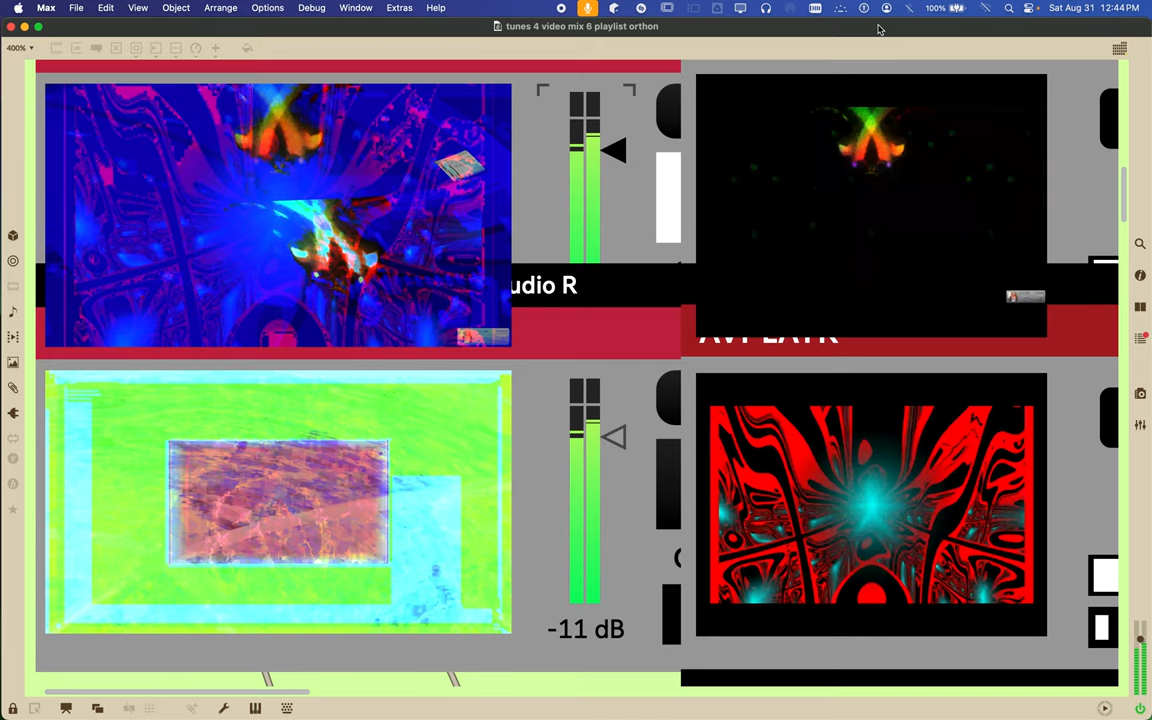 Max File Edit View Object Arrange Options Debug Window Extras Help 100% Sat Aug 31 12:44 PM
tunes 4 video mix 6 playlist orthon
400%
udio R
-11 dB